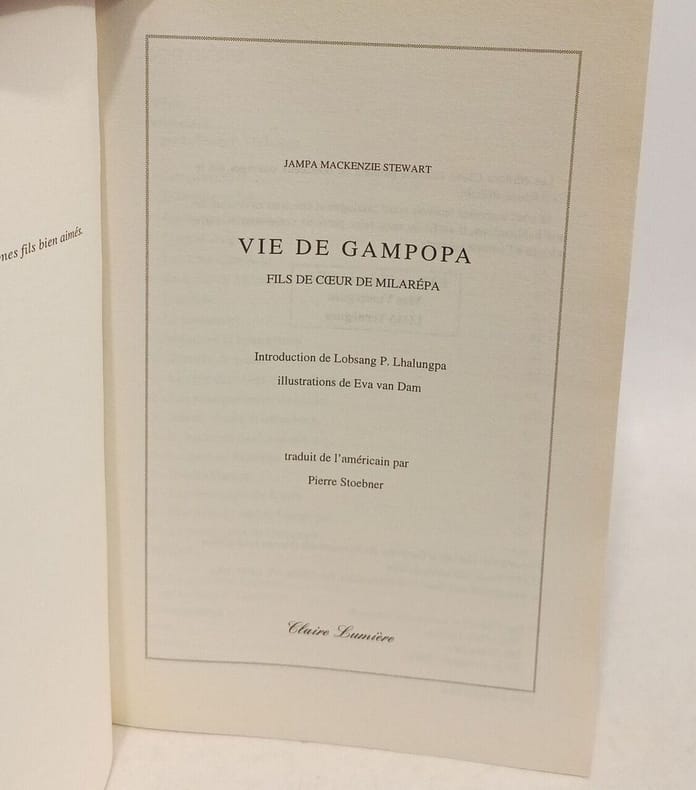 nes fils bien aimés.
JAMPA MACKENZIE STEWART
VIE DE GAMPOPA
FILS DE CŒUR DE MILARÉPA
Introduction de Lobsang P. Lhalungpa
illustrations de Eva van Dam
traduit de l'américain par
Pierre Stoebner
Claire Lumière